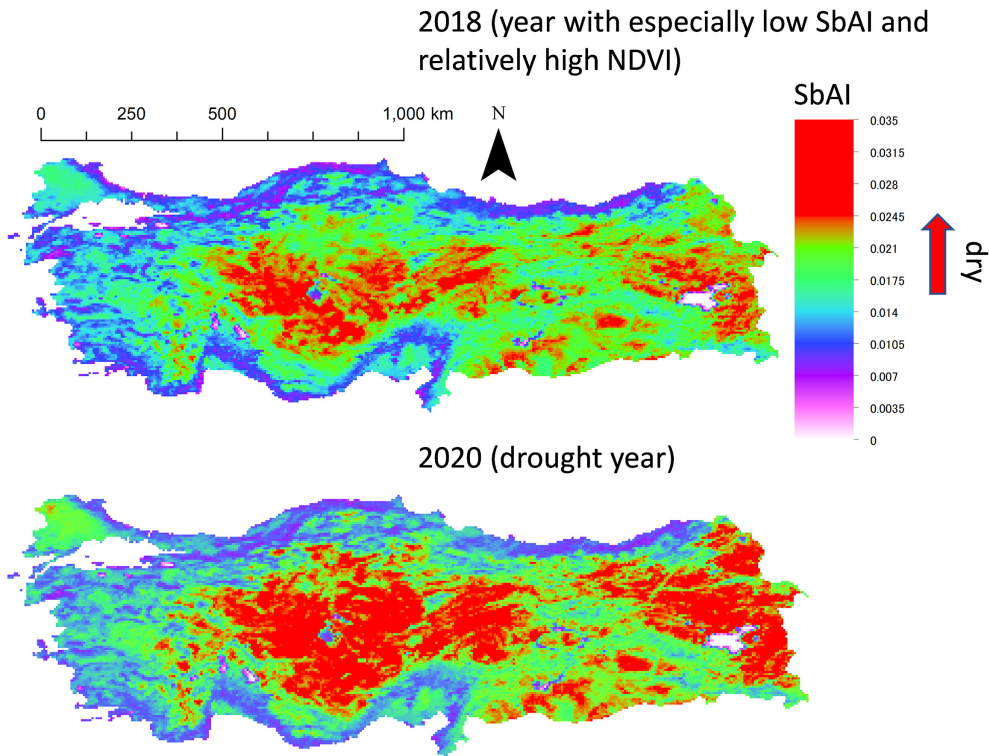 2018 (year with especially low SbAI and
relatively high NDVI)
SbAI
0 250 500 1,000 km
N
0.035
0.0315
0.028
0.0245
0.021
0.0175
0.014
0.0105
0.007
0.0035
0
dry
2020 (drought year)